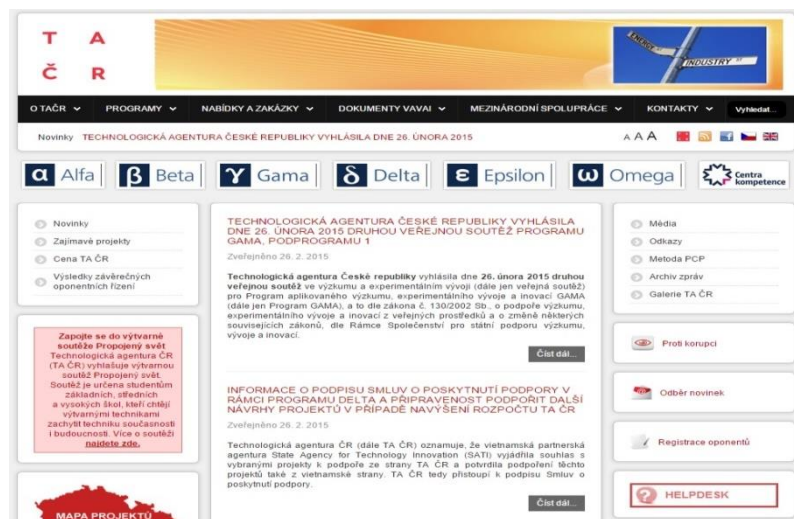 T A
Č R
ENERGY ST
INDUSTRY ST
O TAČR PROGRAMY NABÍDKY A ZAKÁZKY DOKUMENTY VAVAI MEZINÁRODNÍ SPOLUPRÁCE KONTAKTY Vyhledat...
Novinky TECHNOLOGICKÁ AGENTURA ČESKÉ REPUBLIKY VYHLÁSILA DNE 26. ÚNORA 2015 A A A
α Alfa β Beta γ Gama δ Delta ε Epsilon ω Omega Centra
kompetence
Novinky
Zajímavé projekty
Cena TA ČR
Výsledky závěrečných
oponentních řízení
Zapojte se do výtvarné
soutěže Propojený svět
Technologická agentura ČR
(TA ČR) vyhlašuje výtvarnou
soutěž Propojený svět.
Soutěž je určena studentům
základních, středních
a vysokých škol, kteří chtějí
výtvarnými technikami
zachytit techniku současnosti
i budoucnosti. Více o soutěži
najdete zde.
MAPA PROJEKTŮ
TECHNOLOGICKÁ AGENTURA ČESKÉ REPUBLIKY VYHLÁSILA
DNE 26. ÚNORA 2015 DRUHOU VEŘEJNOU SOUTĚŽ PROGRAMU
GAMA, PODPROGRAMU 1
Zveřejněno 26. 2. 2015
Technologická agentura České republiky vyhlásila dne 26. února 2015 druhou
veřejnou soutěž ve výzkumu a experimentálním vývoji (dále jen veřejná soutěž)
pro Program aplikovaného výzkumu, experimentálního vývoje a inovací GAMA
(dále jen Program GAMA), a to dle zákona č. 130/2002 Sb., o podpoře výzkumu,
experimentálního vývoje a inovací z veřejných prostředků a o změně některých
souvisejících zákonů, dle Rámce Společenství pro státní podporu výzkumu,
vývoje a inovací.
Číst dál...
INFORMACE O PODPISU SMLUV O POSKYTNUTÍ PODPORY V
RÁMCI PROGRAMU DELTA A PŘIPRAVENOST PODPOŘIT DALŠÍ
NÁVRHY PROJEKTŮ V PŘÍPADĚ NAVÝŠENÍ ROZPOČTU TA ČR
Zveřejněno 26. 2. 2015
Technologická agentura ČR (dále TA ČR) oznamuje, že vietnamská partnerská
agentura State Agency for Technology Innovation (SATI) vyjádřila souhlas s
vybranými projekty k podpoře ze strany TA ČR a potvrdila podpoření těchto
projektů také z vietnamské strany. TA ČR tedy přistoupí k podpisu Smluv o
poskytnutí podpory.
Číst dál...
Média
Odkazy
Metoda PCP
Archiv zpráv
Galerie TA ČR
Proti korupci
Odběr novinek
Registrace oponentů
HELPDESK